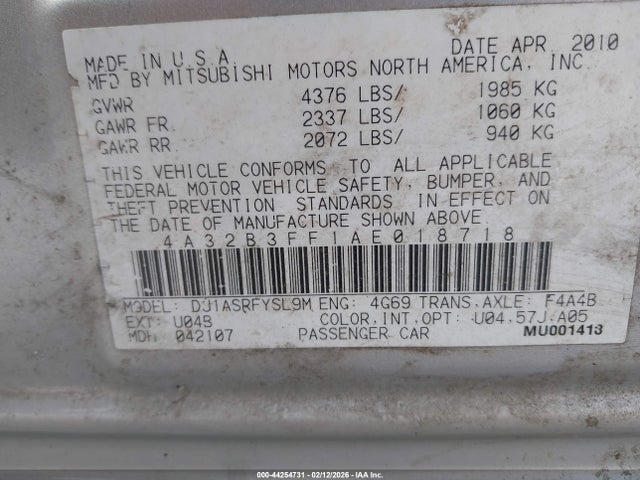 MADE IN U.S.A. DATE APR 2010
MFD BY MITSUBISHI MOTORS NORTH AMERICA, INC.
GVWR 4376 LBS/ 1985 KG
GAWR FR. 2337 LBS/ 1060 KG
GAWR RR. 2072 LBS/ 940 KG
THIS VEHICLE CONFORMS TO ALL APPLICABLE
FEDERAL MOTOR VEHICLE SAFETY, BUMPER, AND
THEFT PREVENTION STANDARDS IN EFFECT ON
THE DATE OF MANUFACTURE SHOWN ABOVE.
4A32B3FF1AE018718
MODEL: DJ1ASRFYSL9M ENG: 4G69 TRANS.AXLE: F4A4B
EXT: U04B COLOR,INT,OPT: U04,57J,A05
MDH 042107 PASSENGER CAR MU001413
000-44254731 - 02/12/2026 - IAA Inc.